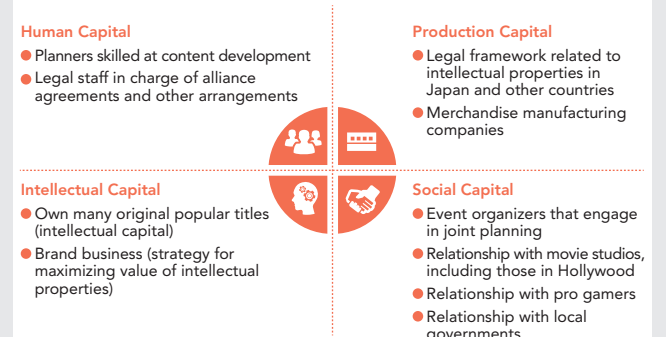 Human Capital
Planners skilled at content development
Legal staff in charge of alliance
agreements and other arrangements
Production Capital
Legal framework related to
intellectual properties in
Japan and other countries
Merchandise manufacturing
companies
Intellectual Capital
Own many original popular titles
(intellectual capital)
Brand business (strategy for
maximizing value of intellectual
properties)
Social Capital
Event organizers that engage
in joint planning
Relationship with movie studios,
including those in Hollywood
Relationship with pro gamers
Relationship with local
governments